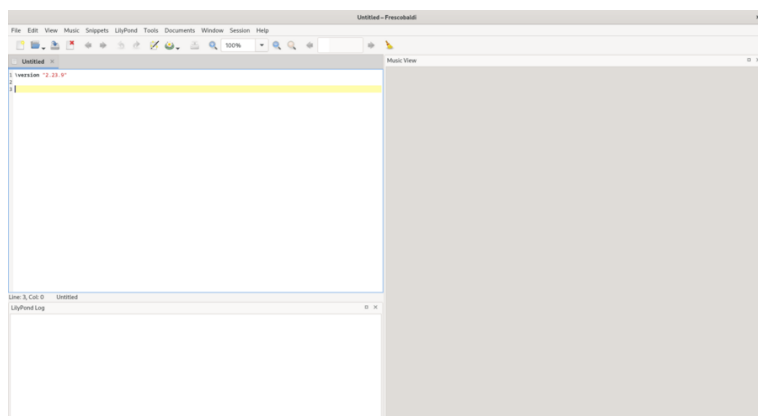 Untitled – Frescobaldi
File Edit View Music Snippets LilyPond Tools Documents Window Session Help
100%
Untitled
Music View
1 \version "2.23.9"
2
3
Line: 3, Col: 0 Untitled
LilyPond Log